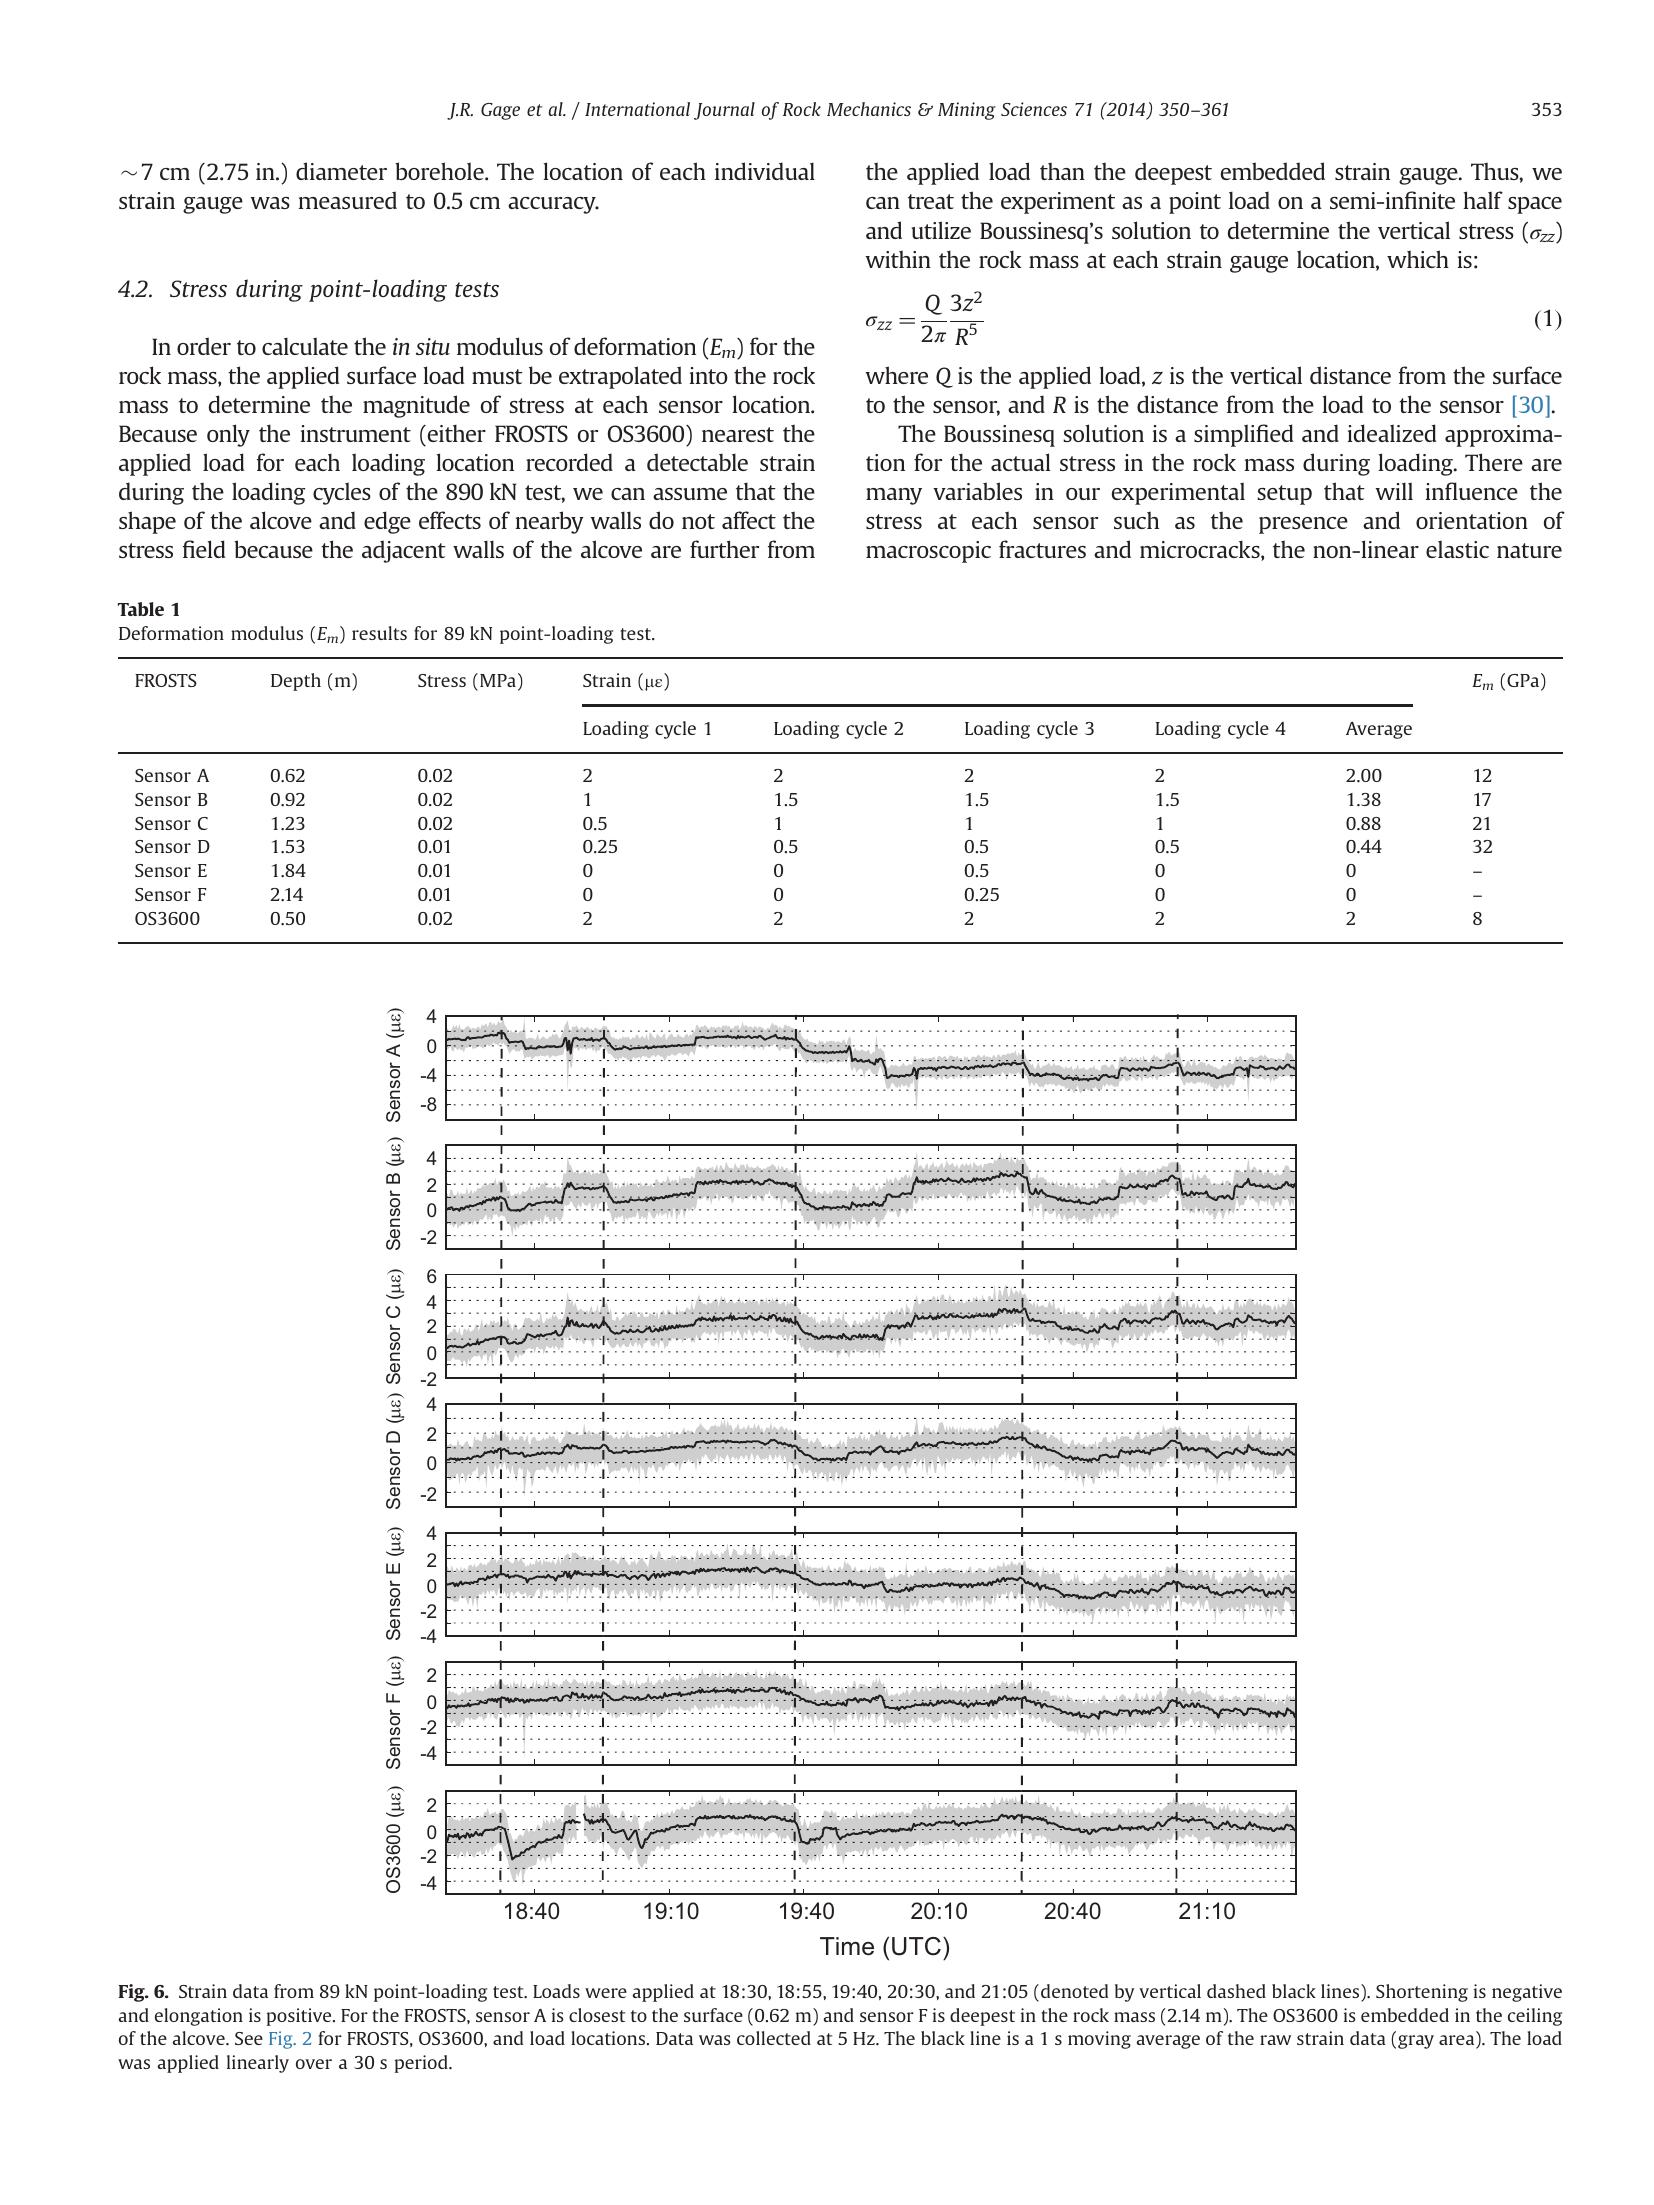 J.R. Gage et al. / International Journal of Rock Mechanics & Mining Sciences 71 (2014) 350–361
353
∼7 cm (2.75 in.) diameter borehole. The location of each individual
strain gauge was measured to 0.5 cm accuracy.
4.2. Stress during point-loading tests
In order to calculate the in situ modulus of deformation (Em) for the
rock mass, the applied surface load must be extrapolated into the rock
mass to determine the magnitude of stress at each sensor location.
Because only the instrument (either FROSTS or OS3600) nearest the
applied load for each loading location recorded a detectable strain
during the loading cycles of the 890 kN test, we can assume that the
shape of the alcove and edge effects of nearby walls do not affect the
stress field because the adjacent walls of the alcove are further from
the applied load than the deepest embedded strain gauge. Thus, we
can treat the experiment as a point load on a semi-infinite half space
and utilize Boussinesq's solution to determine the vertical stress (σzz)
within the rock mass at each strain gauge location, which is:
σzz = Q/2π 3z²/R⁵ (1)
where Q is the applied load, z is the vertical distance from the surface
to the sensor, and R is the distance from the load to the sensor [30].
The Boussinesq solution is a simplified and idealized approxima-
tion for the actual stress in the rock mass during loading. There are
many variables in our experimental setup that will influence the
stress at each sensor such as the presence and orientation of
macroscopic fractures and microcracks, the non-linear elastic nature
Table 1
Deformation modulus (Em) results for 89 kN point-loading test.
FROSTS Depth (m) Stress (MPa) Strain (με) Em (GPa)
Loading cycle 1 Loading cycle 2 Loading cycle 3 Loading cycle 4 Average
Sensor A 0.62 0.02 2 2 2 2 2.00 12
Sensor B 0.92 0.02 1 1.5 1.5 1.5 1.38 17
Sensor C 1.23 0.02 0.5 1 1 1 0.88 21
Sensor D 1.53 0.01 0.25 0.5 0.5 0.5 0.44 32
Sensor E 1.84 0.01 0 0 0.5 0 0 –
Sensor F 2.14 0.01 0 0 0.25 0 0 –
OS3600 0.50 0.02 2 2 2 2 2 8
Sensor A (με)
4
0
-4
-8
Sensor B (με)
4
2
0
-2
Sensor C (με)
6
4
2
0
-2
Sensor D (με)
4
2
0
-2
Sensor E (με)
4
2
0
-2
-4
Sensor F (με)
2
0
-2
-4
OS3600 (με)
2
0
-2
-4
18:40 19:10 19:40 20:10 20:40 21:10
Time (UTC)
Fig. 6. Strain data from 89 kN point-loading test. Loads were applied at 18:30, 18:55, 19:40, 20:30, and 21:05 (denoted by vertical dashed black lines). Shortening is negative
and elongation is positive. For the FROSTS, sensor A is closest to the surface (0.62 m) and sensor F is deepest in the rock mass (2.14 m). The OS3600 is embedded in the ceiling
of the alcove. See Fig. 2 for FROSTS, OS3600, and load locations. Data was collected at 5 Hz. The black line is a 1 s moving average of the raw strain data (gray area). The load
was applied linearly over a 30 s period.